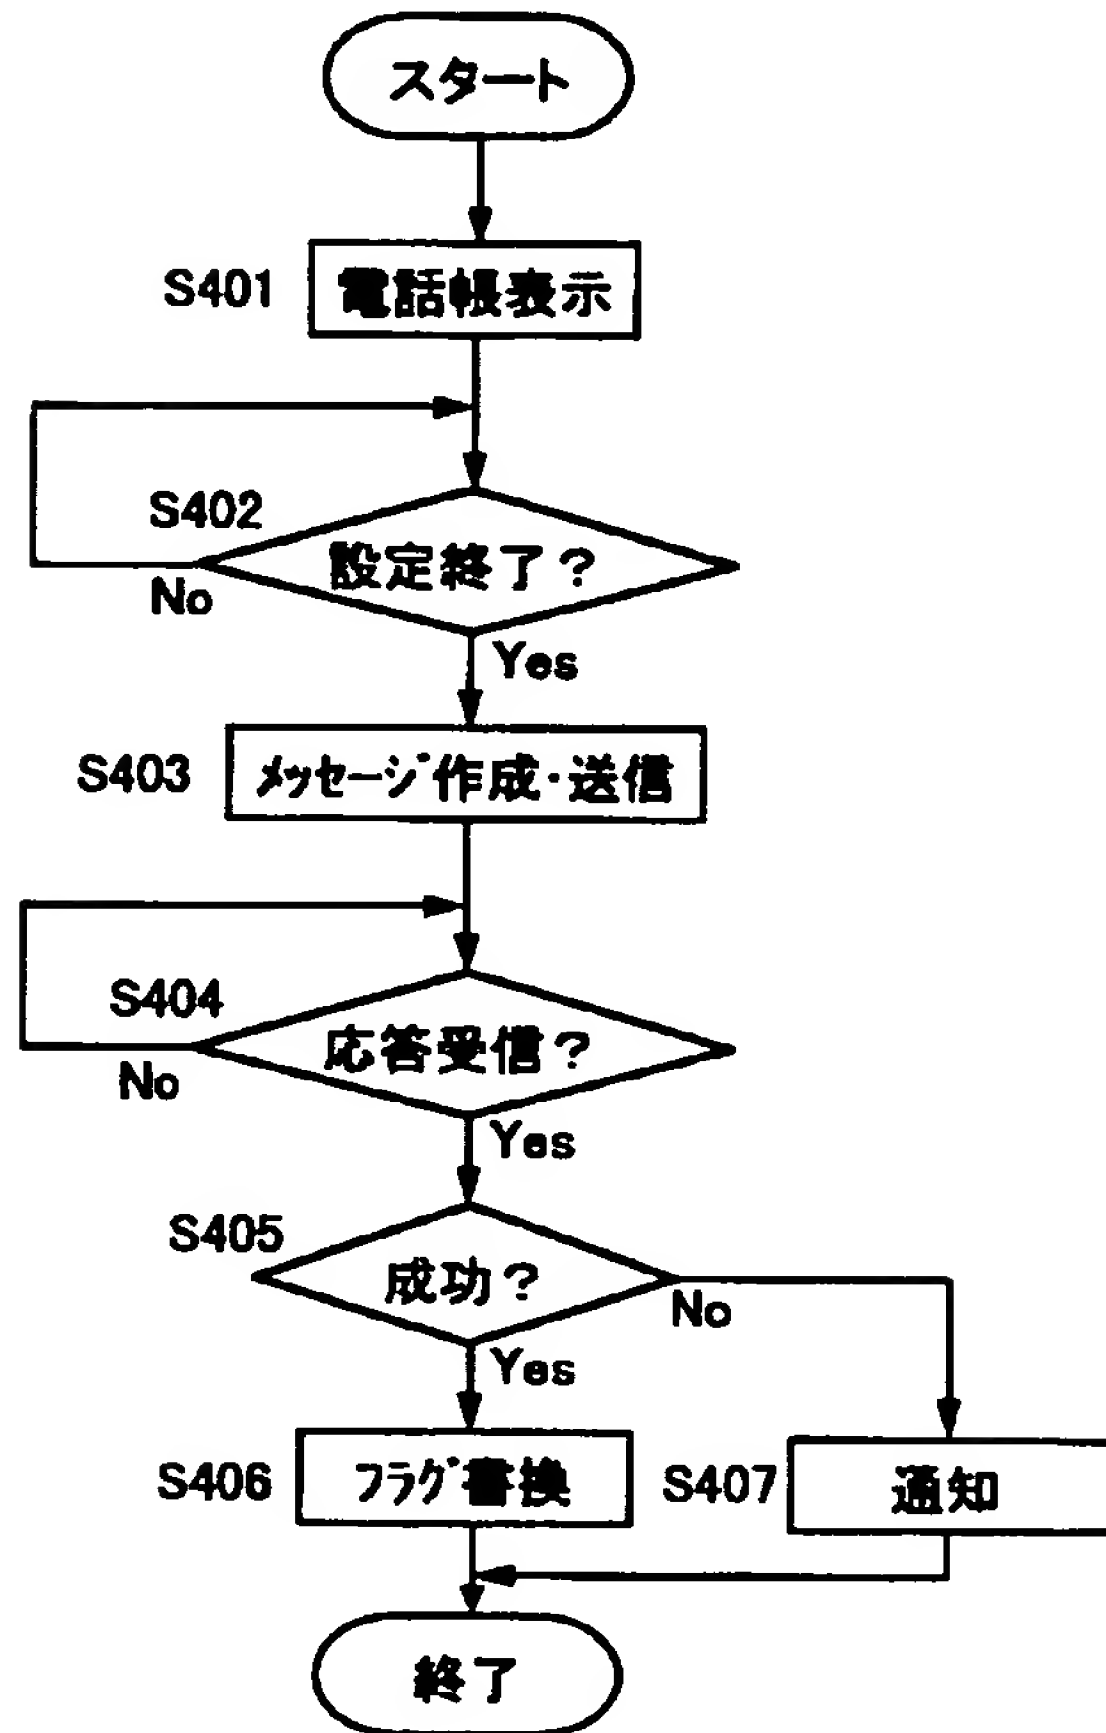 スタート
S401 電話帳表示
S402
設定終了?
No
Yes
S403 メッセージ作成・送信
S404
応答受信?
No
Yes
S405
成功?
No
Yes
S406 フラグ書換 S407 通知
終了